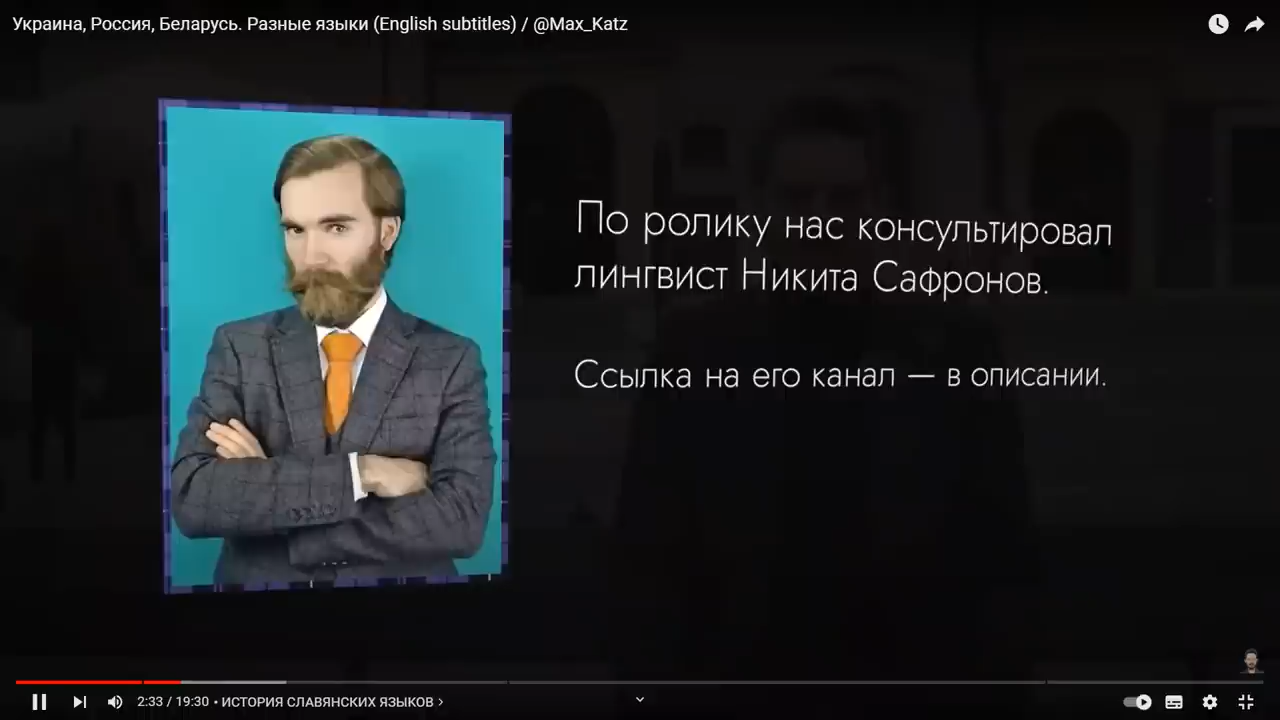 Украина, Россия, Беларусь. Разные языки (English subtitles) / @Max_Katz
По ролику нас консультировал
лингвист Никита Сафронов.
Ссылка на его канал — в описании.
2:33 / 19:30 • ИСТОРИЯ СЛАВЯНСКИХ ЯЗЫКОВ